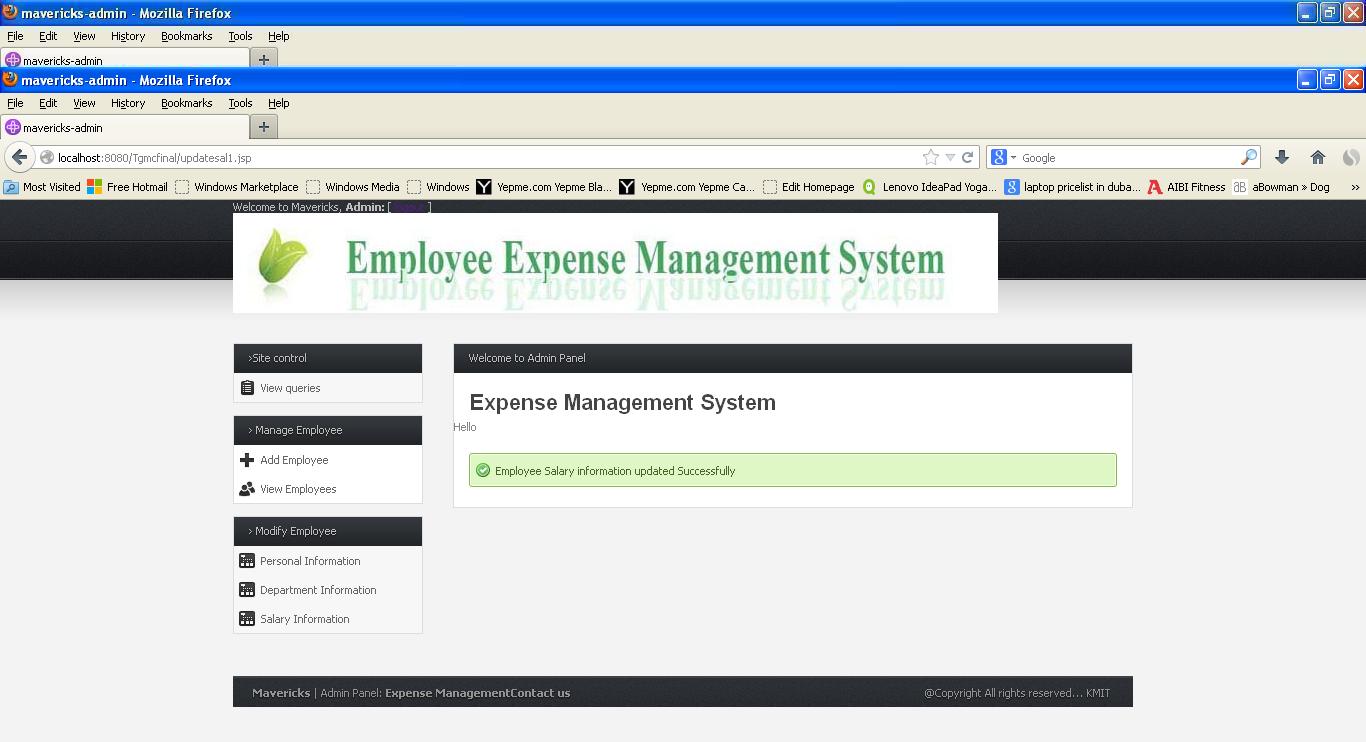 mavericks-admin - Mozilla Firefox
File Edit View History Bookmarks Tools Help
mavericks-admin
mavericks-admin - Mozilla Firefox
File Edit View History Bookmarks Tools Help
mavericks-admin
localhost:8080/Tgmcfinal/updatesal1.jsp
Google
Most Visited Free Hotmail Windows Marketplace Windows Media Windows Yepme.com Yepme Bla... Yepme.com Yepme Ca... Edit Homepage Lenovo IdeaPad Yoga... laptop pricelist in duba... AIBI Fitness aBowman » Dog »
Welcome to Mavericks, Admin: [ ]
Employee Expense Management System
>Site control
View queries
> Manage Employee
Add Employee
View Employees
> Modify Employee
Personal Information
Department Information
Salary Information
Welcome to Admin Panel
Expense Management System
Hello
Employee Salary information updated Successfully
Mavericks | Admin Panel: Expense ManagementContact us
@Copyright All rights reserved... KMIT